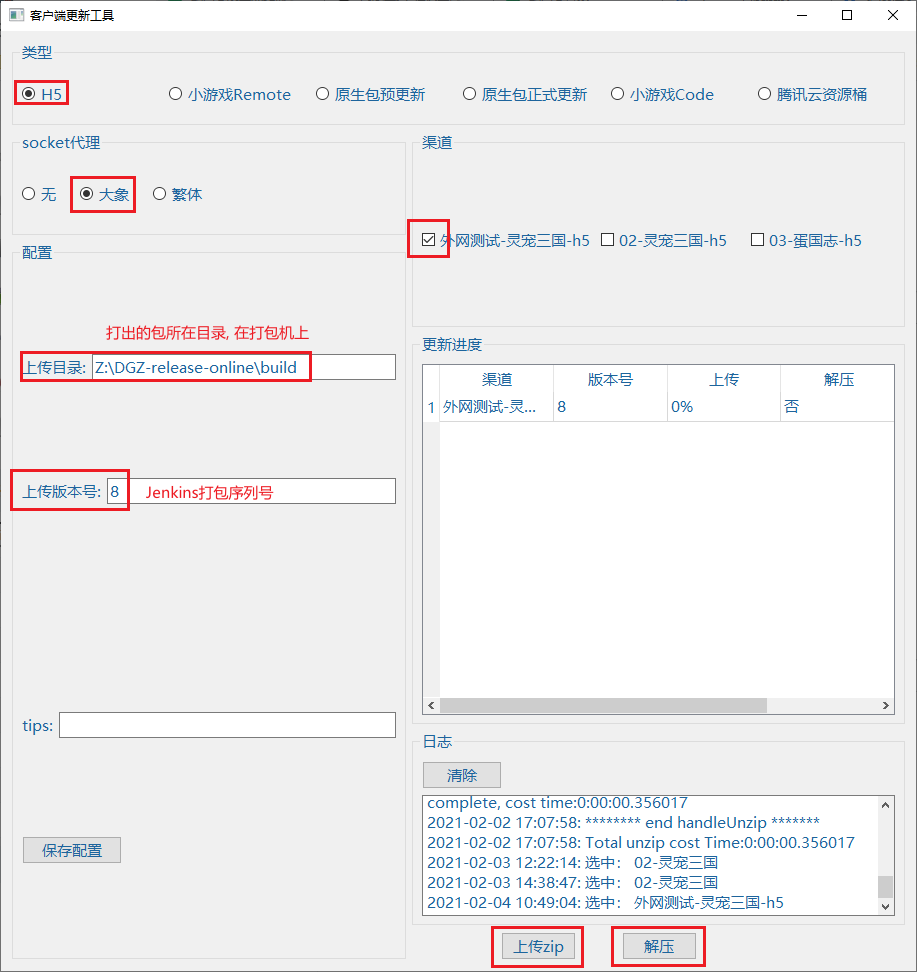 客户端更新工具
类型
H5 小游戏Remote 原生包预更新 原生包正式更新 小游戏Code 腾讯云资源桶
socket代理
无 大象 繁体
渠道
外网测试-灵宠三国-h5 02-灵宠三国-h5 03-蛋国志-h5
配置
打出的包所在目录, 在打包机上
上传目录: Z:\DGZ-release-online\build
上传版本号: 8 Jenkins打包序列号
tips:
保存配置
更新进度
渠道 版本号 上传 解压
1 外网测试-灵... 8 0% 否
日志
清除
complete, cost time:0:00:00.356017
2021-02-02 17:07:58: ******** end handleUnzip *******
2021-02-02 17:07:58: Total unzip cost Time:0:00:00.356017
2021-02-03 12:22:14: 选中: 02-灵宠三国
2021-02-03 14:38:47: 选中: 02-灵宠三国
2021-02-04 10:49:04: 选中: 外网测试-灵宠三国-h5
上传zip 解压